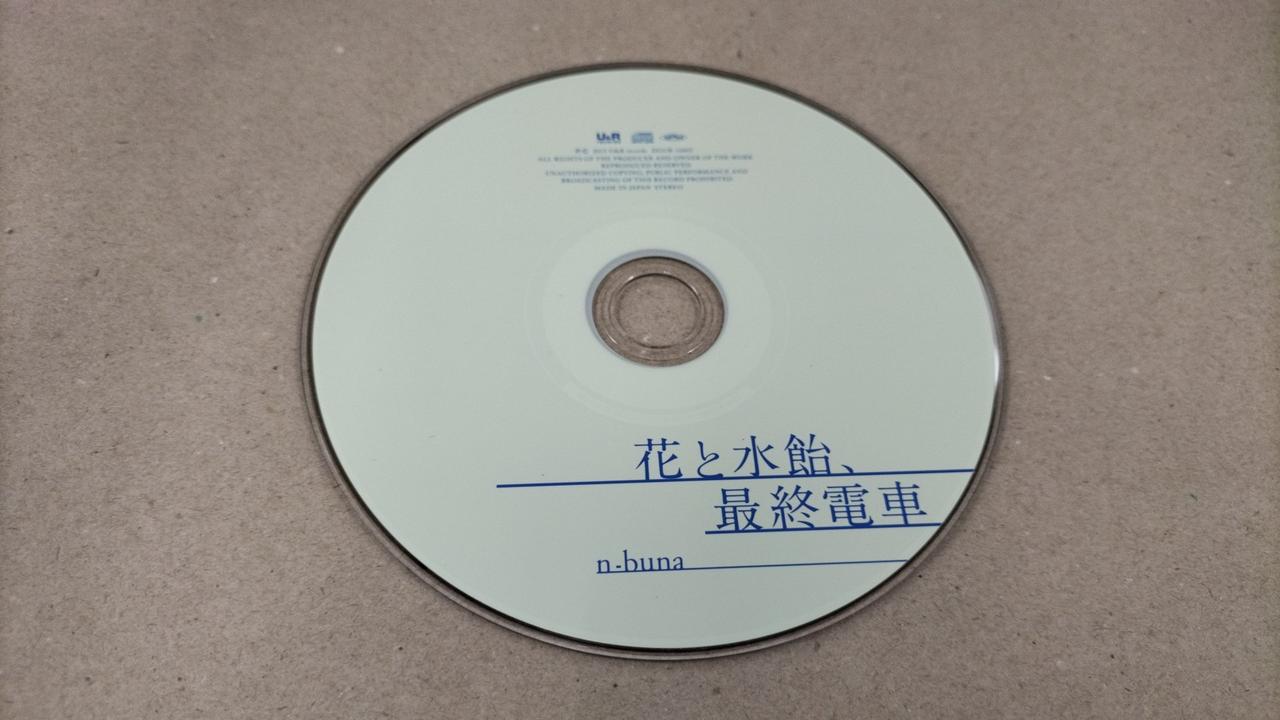 U&R
ALL RIGHTS OF THE PRODUCER AND OWNER OF THE WORK
REPRODUCED RESERVED.
UNAUTHORIZED COPYING, PUBLIC PERFORMANCE AND
BROADCASTING OF THIS RECORD PROHIBITED.
MADE IN JAPAN STEREO
花と水飴、
最終電車
n-buna